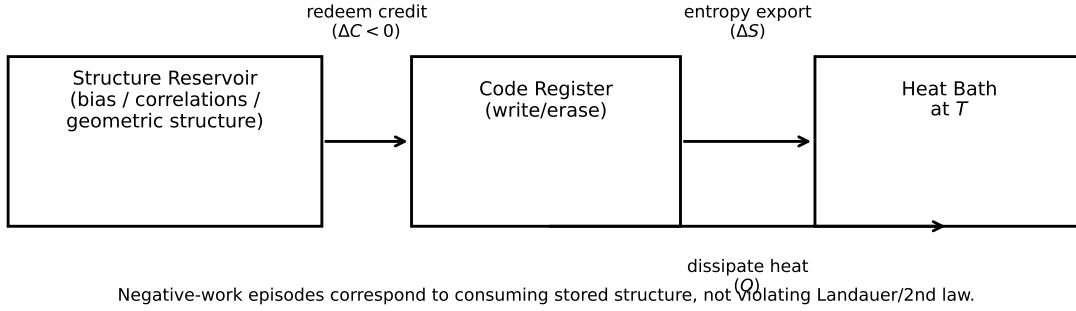 redeem credit
(ΔC < 0)
entropy export
(ΔS)
Structure Reservoir
(bias / correlations /
geometric structure)
Code Register
(write/erase)
Heat Bath
at T
dissipate heat
(Q)
Negative-work episodes correspond to consuming stored structure, not violating Landauer/2nd law.